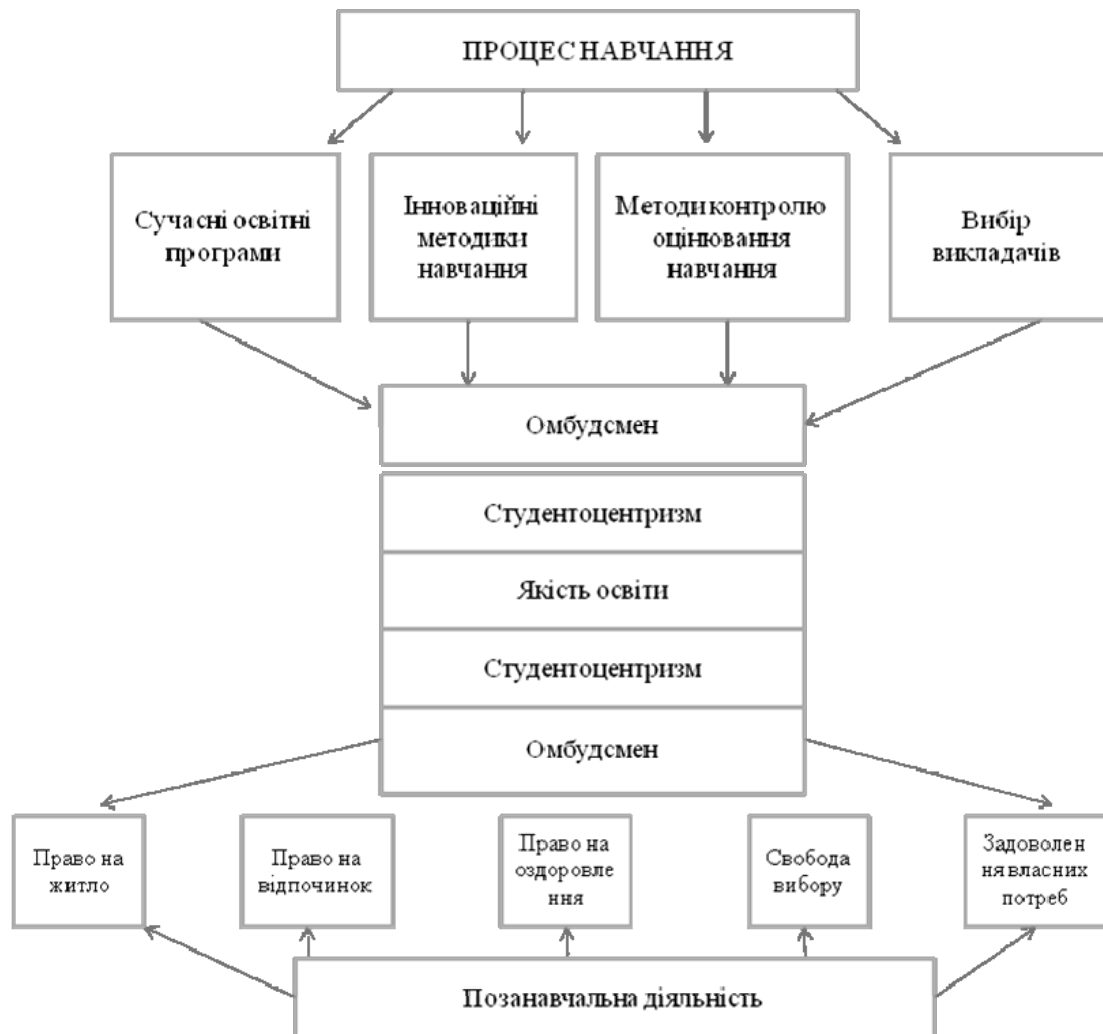 ПРОЦЕС НАВЧАННЯ
Сучасні освітні
програми
Інноваційні
методики
навчання
Методи контролю
оцінювання
навчання
Вибір
викладачів
Омбудсмен
Студентоцентризм
Якість освіти
Студентоцентризм
Омбудсмен
Право на
житло
Право на
відпочинок
Право на
оздоровле
ння
Свобода
вибору
Задоволен
ня власних
потреб
Позанавчальна діяльність